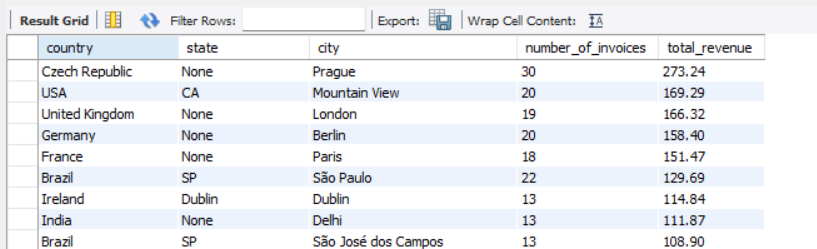 Result Grid Filter Rows: Export: Wrap Cell Content: IA
country state city number_of_invoices total_revenue
Czech Republic None Prague 30 273.24
USA CA Mountain View 20 169.29
United Kingdom None London 19 166.32
Germany None Berlin 20 158.40
France None Paris 18 151.47
Brazil SP São Paulo 22 129.69
Ireland Dublin Dublin 13 114.84
India None Delhi 13 111.87
Brazil SP São José dos Campos 13 108.90